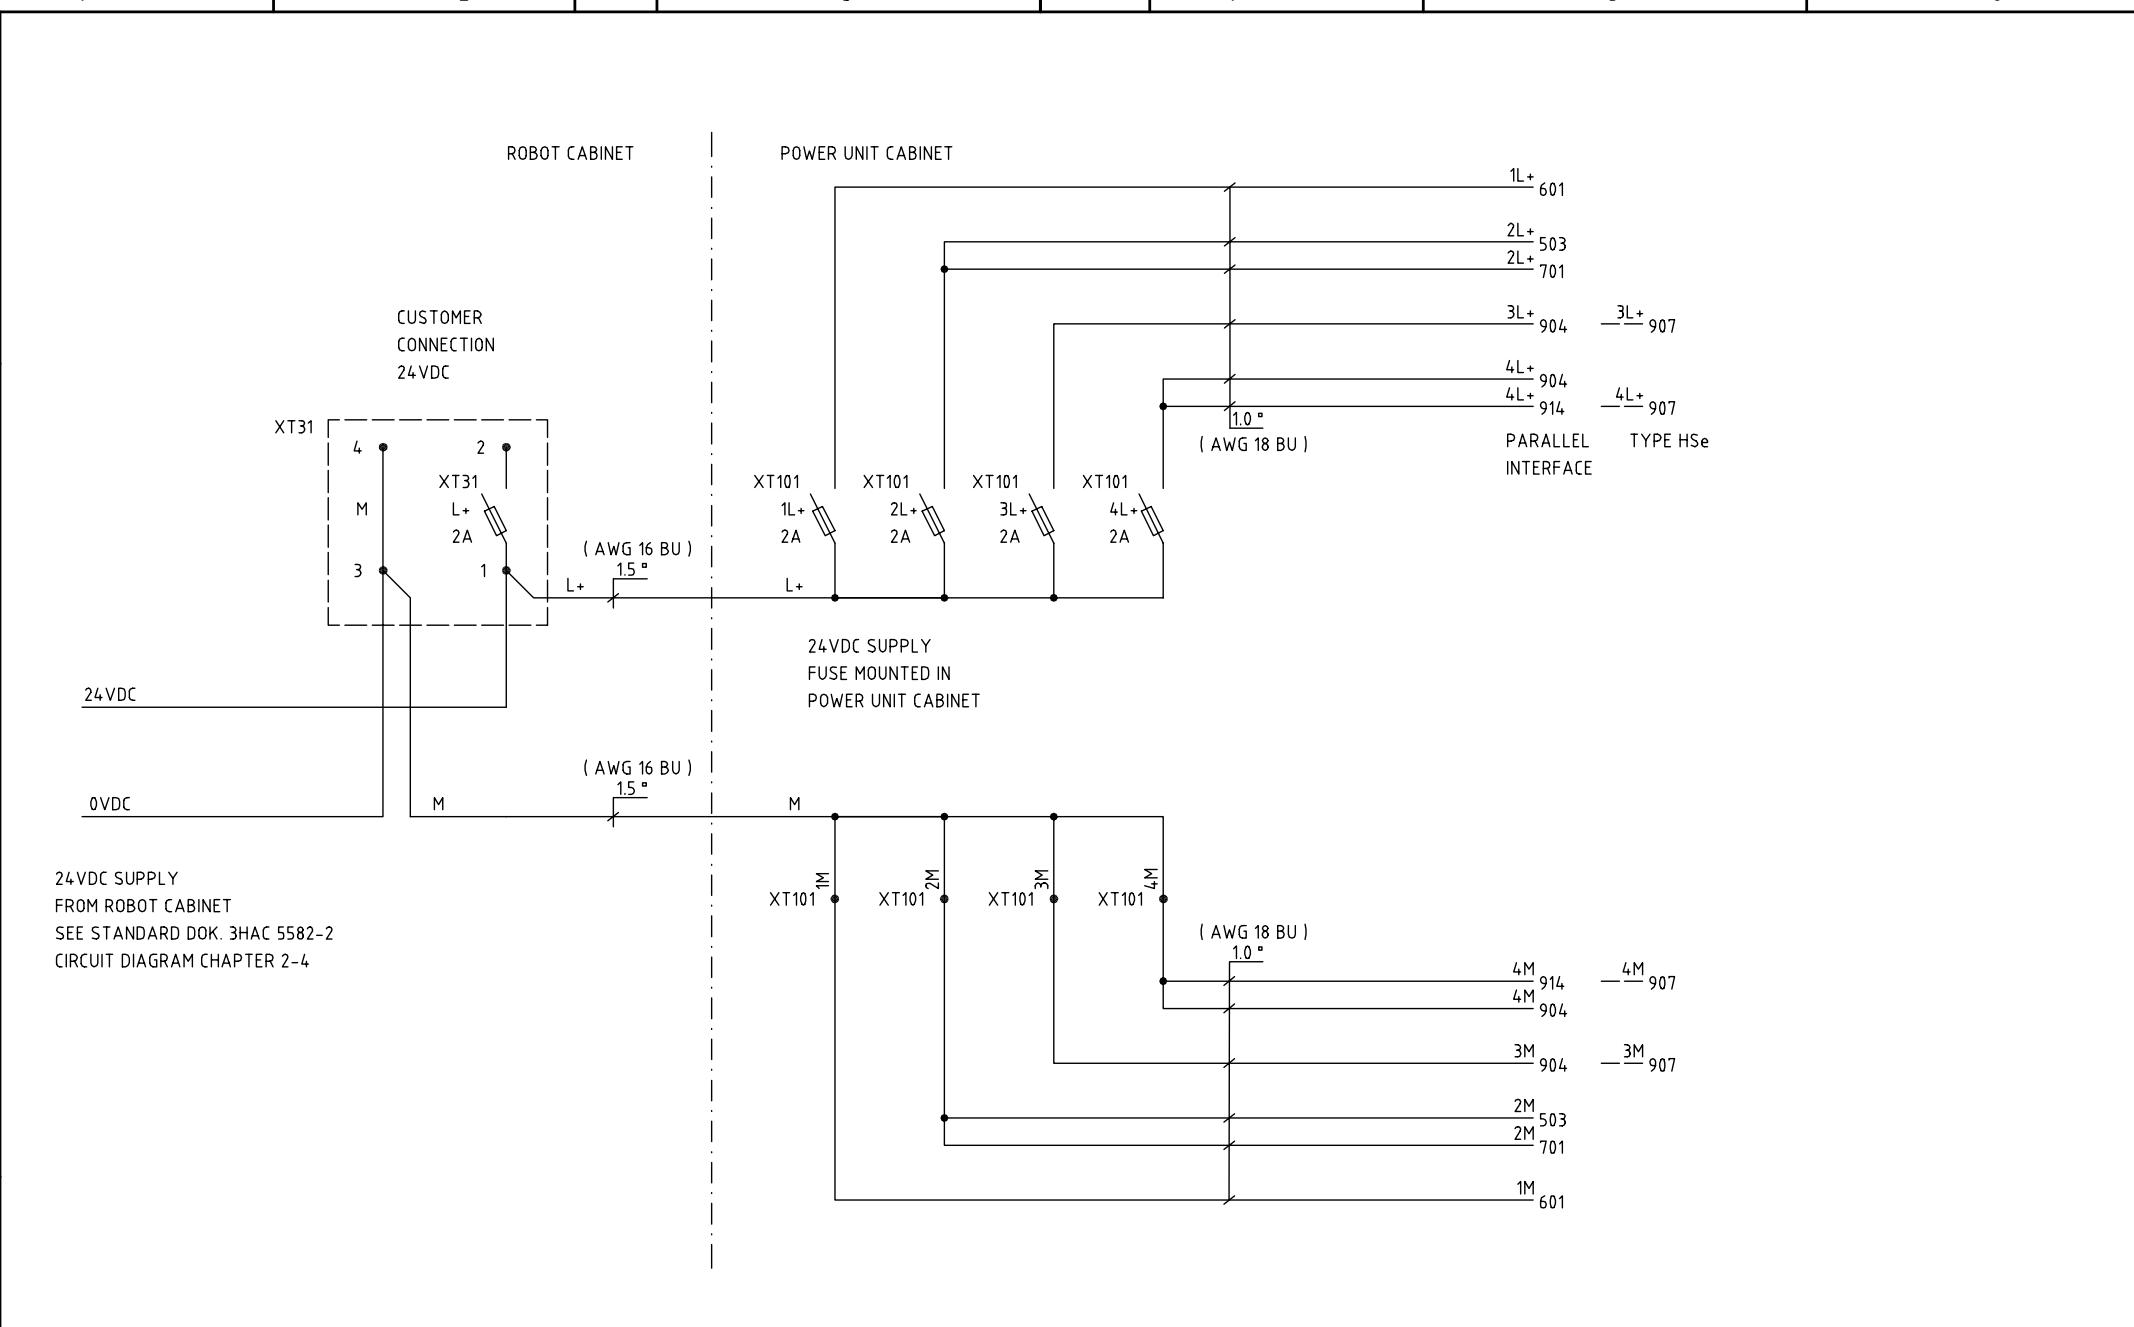 ROBOT CABINET
POWER UNIT CABINET
1L+ 601
2L+ 503
2L+ 701
3L+ 904
3L+ 907
4L+ 904
4L+ 914
4L+ 907
PARALLEL
INTERFACE
TYPE HSe
1.0 ▫
( AWG 18 BU )
CUSTOMER
CONNECTION
24VDC
XT31
4
2
XT31
M
L+
2A
3
1
( AWG 16 BU )
1.5 ▫
L+
L+
XT101
1L+
2A
XT101
2L+
2A
XT101
3L+
2A
XT101
4L+
2A
24VDC SUPPLY
FUSE MOUNTED IN
POWER UNIT CABINET
24VDC
( AWG 16 BU )
1.5 ▫
0VDC
M
M
24VDC SUPPLY
FROM ROBOT CABINET
SEE STANDARD DOK. 3HAC 5582-2
CIRCUIT DIAGRAM CHAPTER 2-4
1M
XT101
2M
XT101
3M
XT101
4M
XT101
( AWG 18 BU )
1.0 ▫
4M 914
4M 907
4M 904
3M 904
3M 907
2M 503
2M 701
1M 601